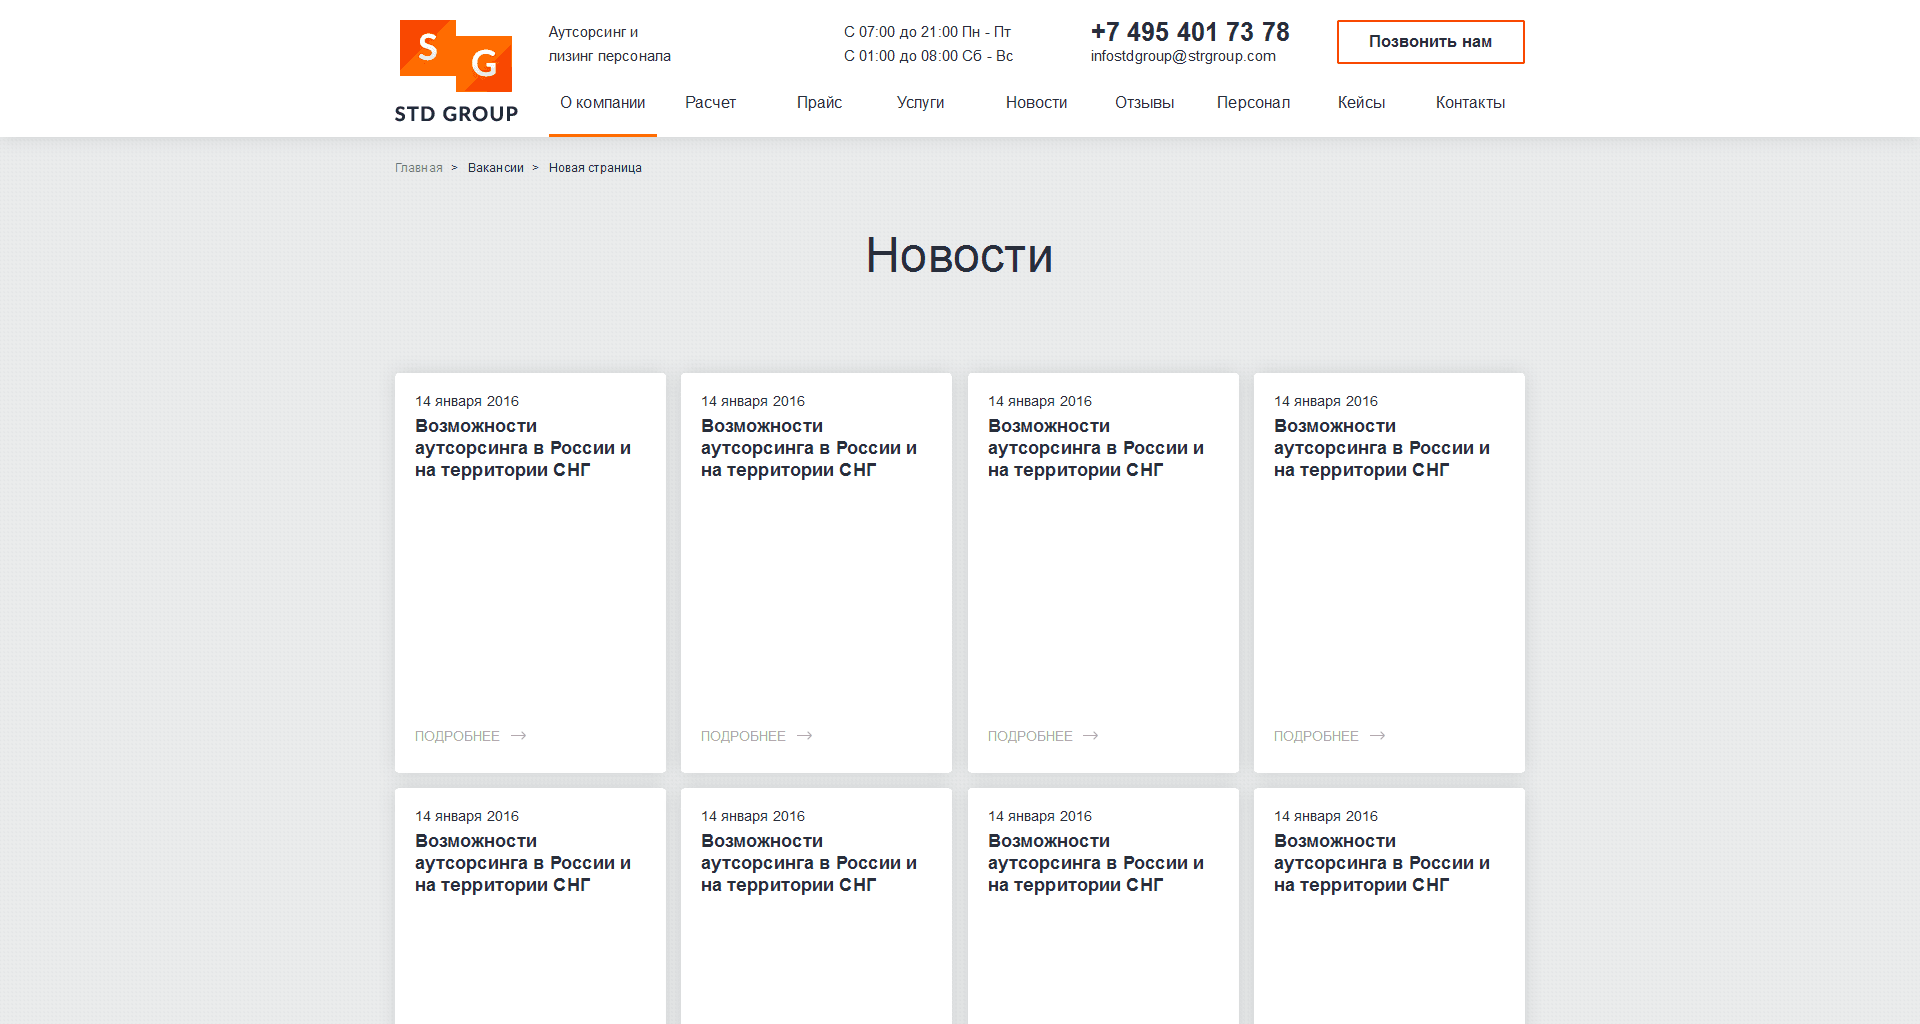 S G
STD GROUP
Аутсорсинг и
лизинг персонала
С 07:00 до 21:00 Пн - Пт
С 01:00 до 08:00 Сб - Вс
+7 495 401 73 78
infostdgroup@strgroup.com
Позвонить нам
О компании Расчет Прайс Услуги Новости Отзывы Персонал Кейсы Контакты
Главная > Вакансии > Новая страница
Новости
14 января 2016
Возможности
аутсорсинга в России и
на территории СНГ
ПОДРОБНЕЕ
14 января 2016
Возможности
аутсорсинга в России и
на территории СНГ
ПОДРОБНЕЕ
14 января 2016
Возможности
аутсорсинга в России и
на территории СНГ
ПОДРОБНЕЕ
14 января 2016
Возможности
аутсорсинга в России и
на территории СНГ
ПОДРОБНЕЕ
14 января 2016
Возможности
аутсорсинга в России и
на территории СНГ
14 января 2016
Возможности
аутсорсинга в России и
на территории СНГ
14 января 2016
Возможности
аутсорсинга в России и
на территории СНГ
14 января 2016
Возможности
аутсорсинга в России и
на территории СНГ